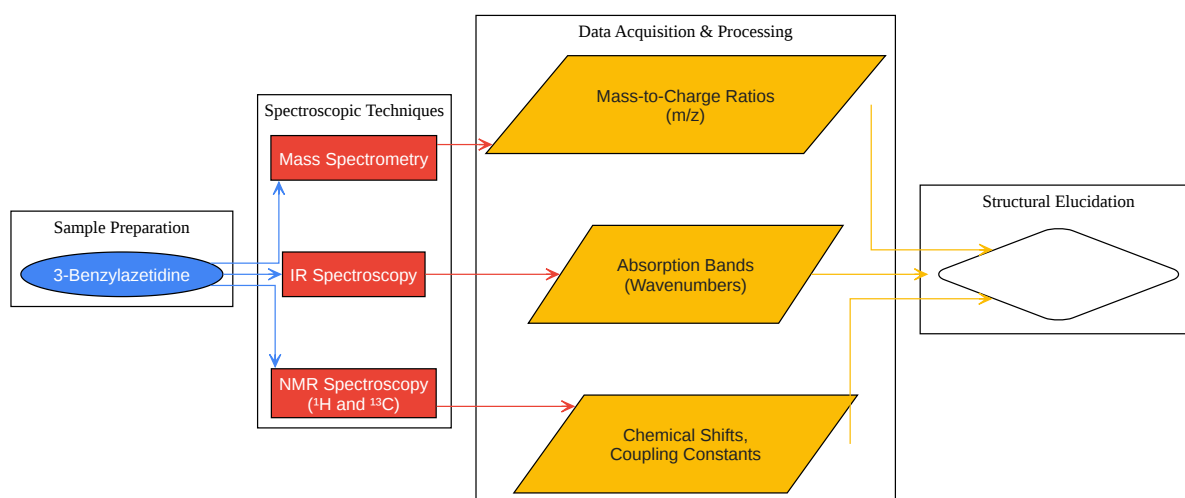 Sample Preparation
3-Benzylazetidine
Spectroscopic Techniques
Mass Spectrometry
IR Spectroscopy
NMR Spectroscopy
(¹H and ¹³C)
Data Acquisition & Processing
Mass-to-Charge Ratios
(m/z)
Absorption Bands
(Wavenumbers)
Chemical Shifts,
Coupling Constants
Structural Elucidation